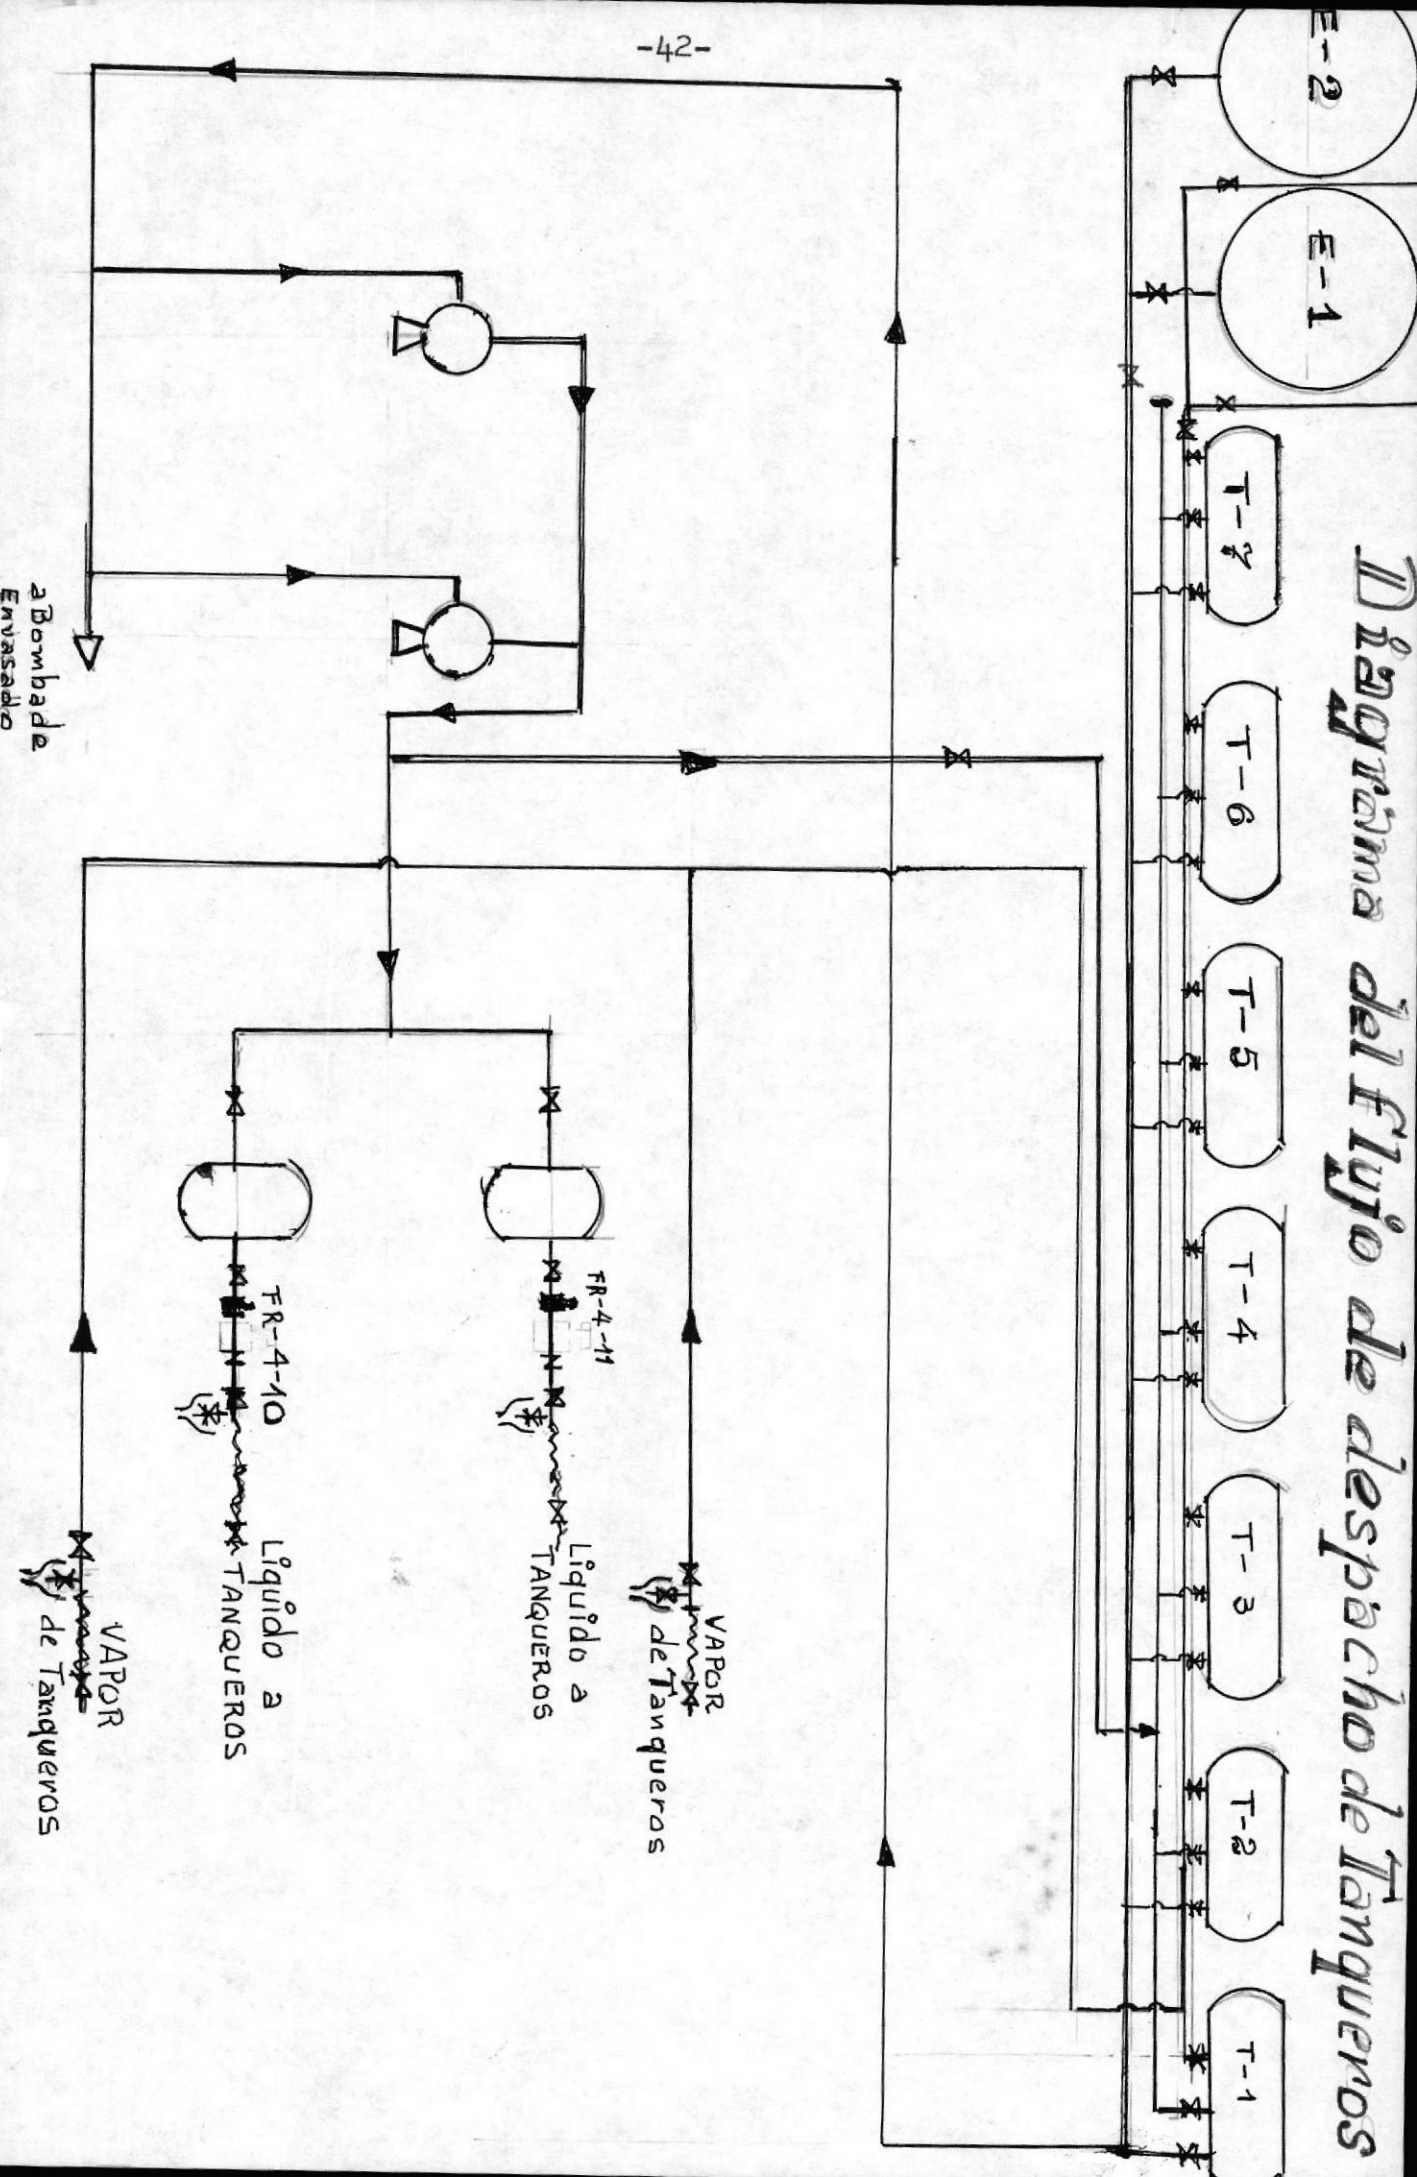 -42-
Diagrama del flujo de despacho de Tanqueros
E-2
E-1
T-7
T-6
T-5
T-4
T-3
T-2
T-1
VAPOR
de Tanqueros
FR-4-11
Liquido a
TANQUEROS
FR-4-10
Liquido a
TANQUEROS
VAPOR
de Tanqueros
a Bomba de
Envasado